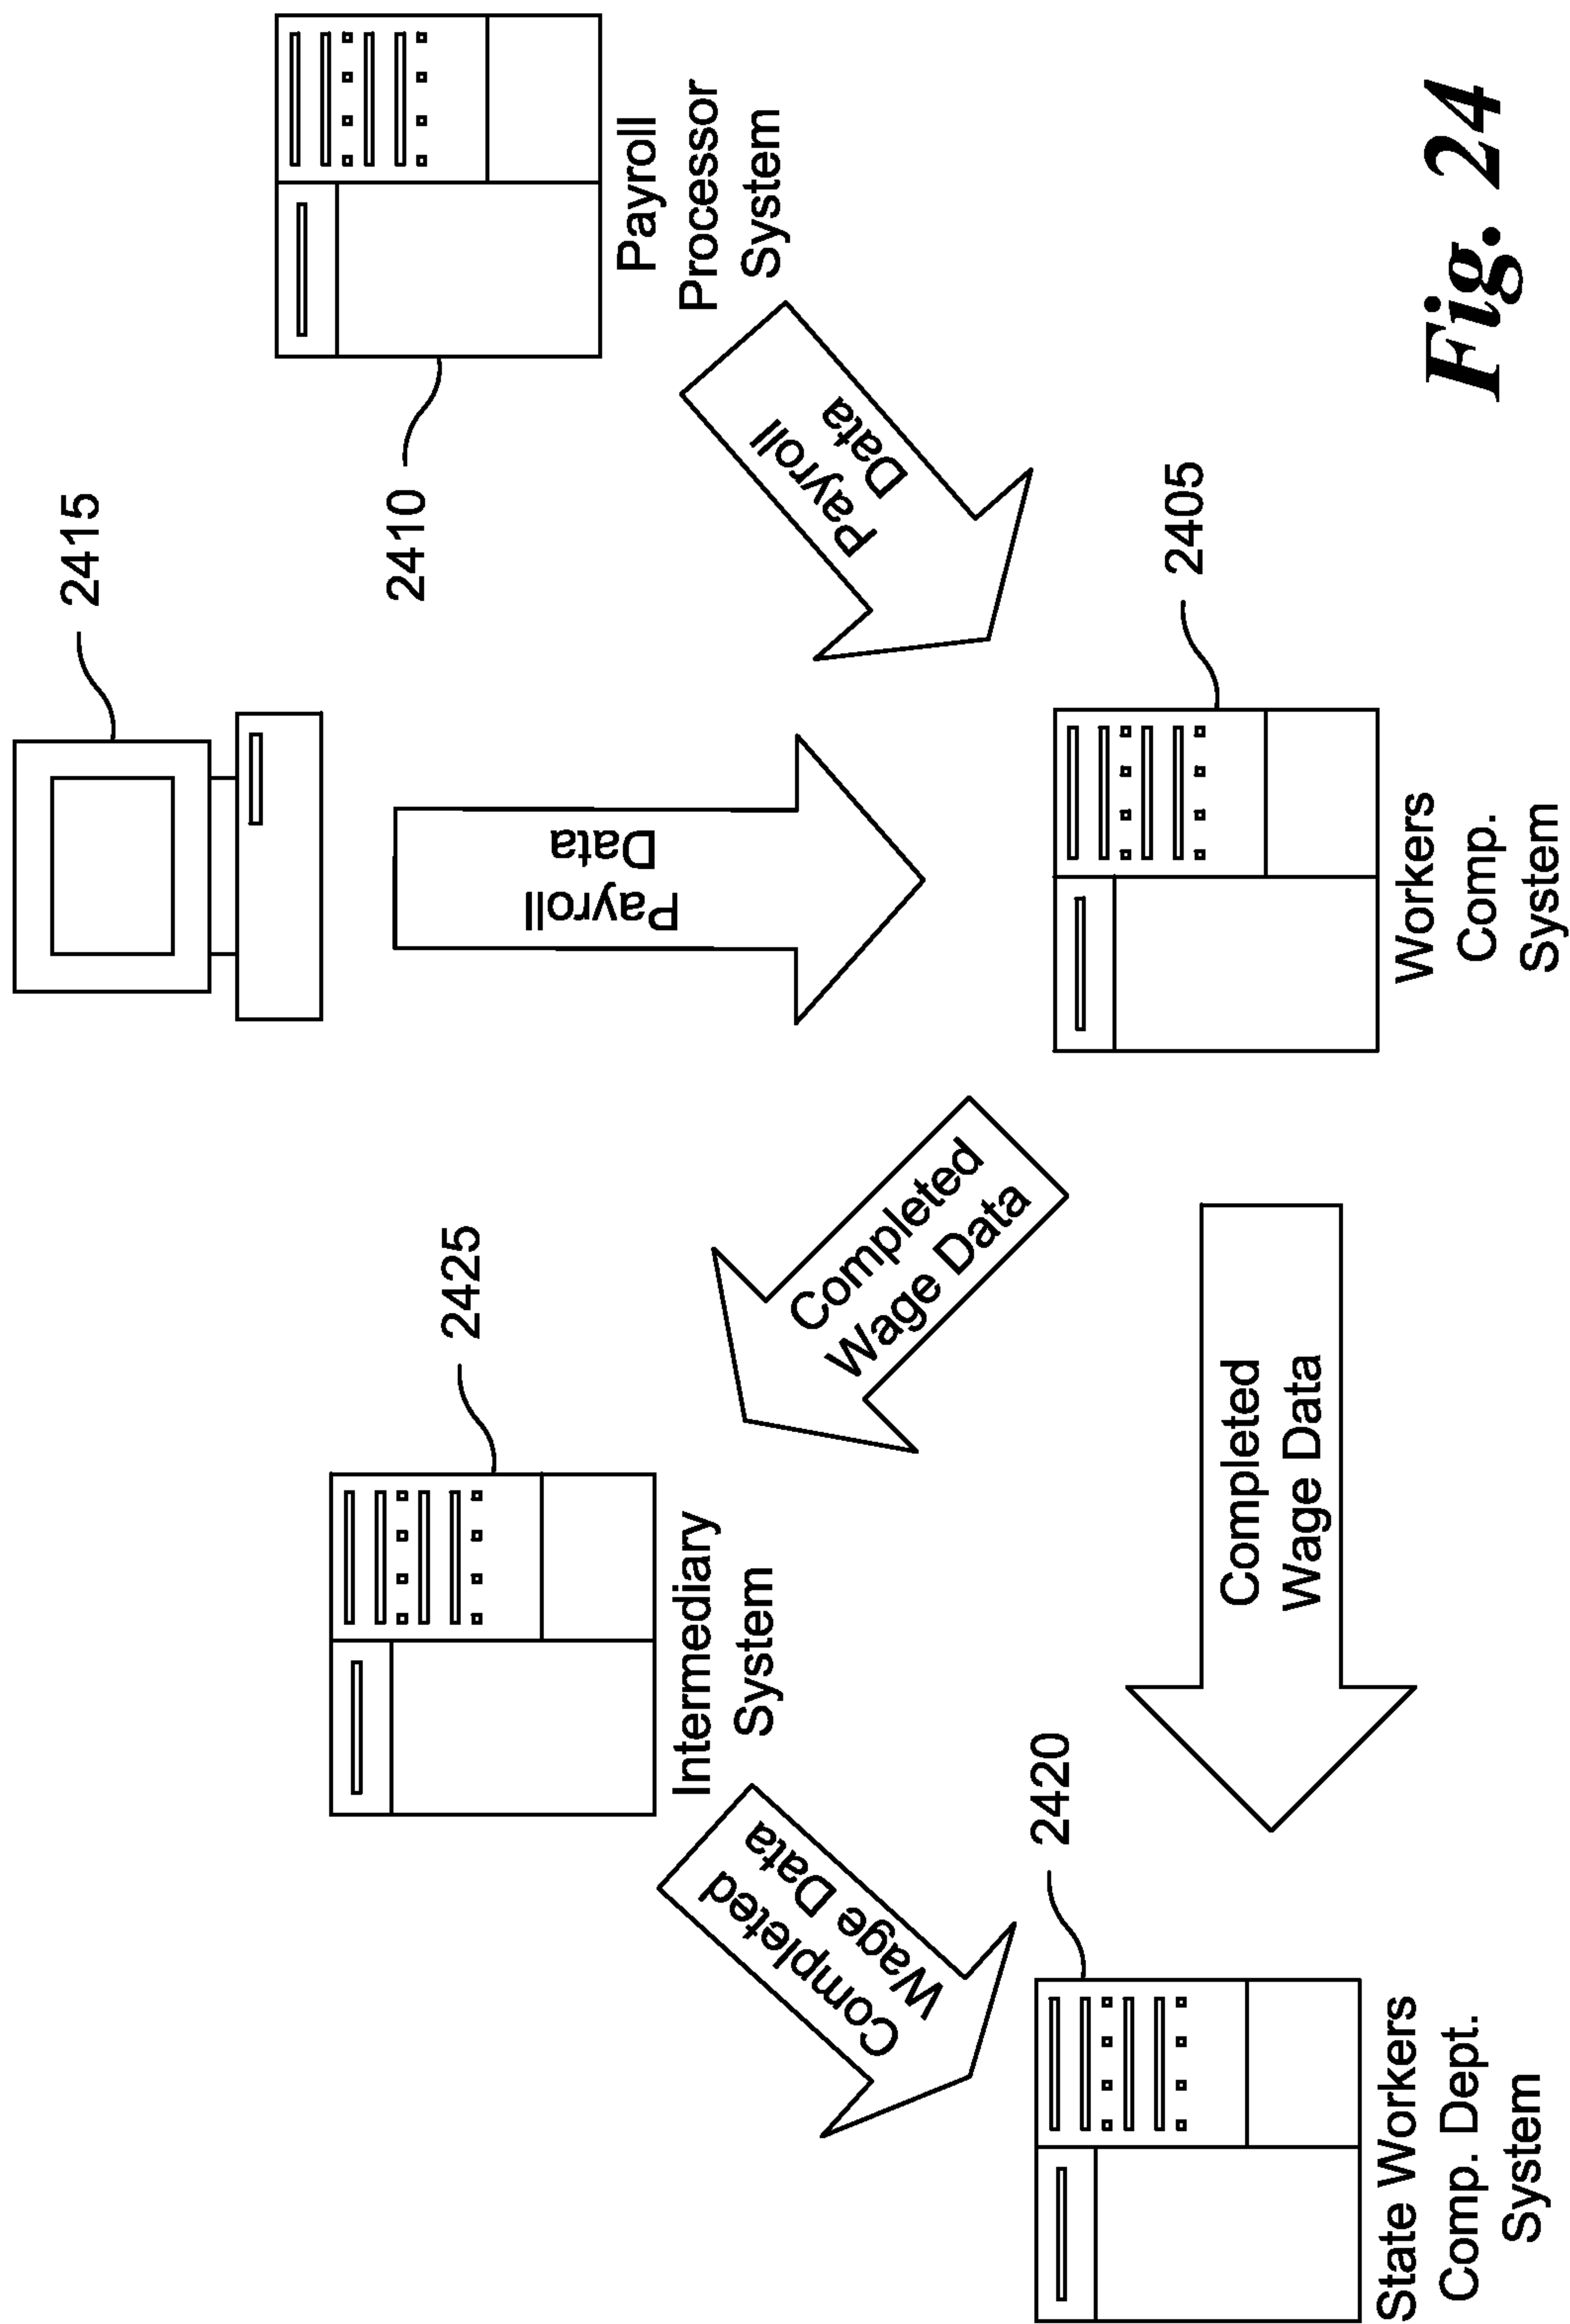 2415
2410
Payroll
Processor
System
Payroll
Data
Payroll
Data
2405
Workers
Comp.
System
2425
Intermediary
System
Completed
Wage Data
Completed
Wage Data
Completed
Wage Data
2420
State Workers
Comp. Dept.
System
Fig. 24